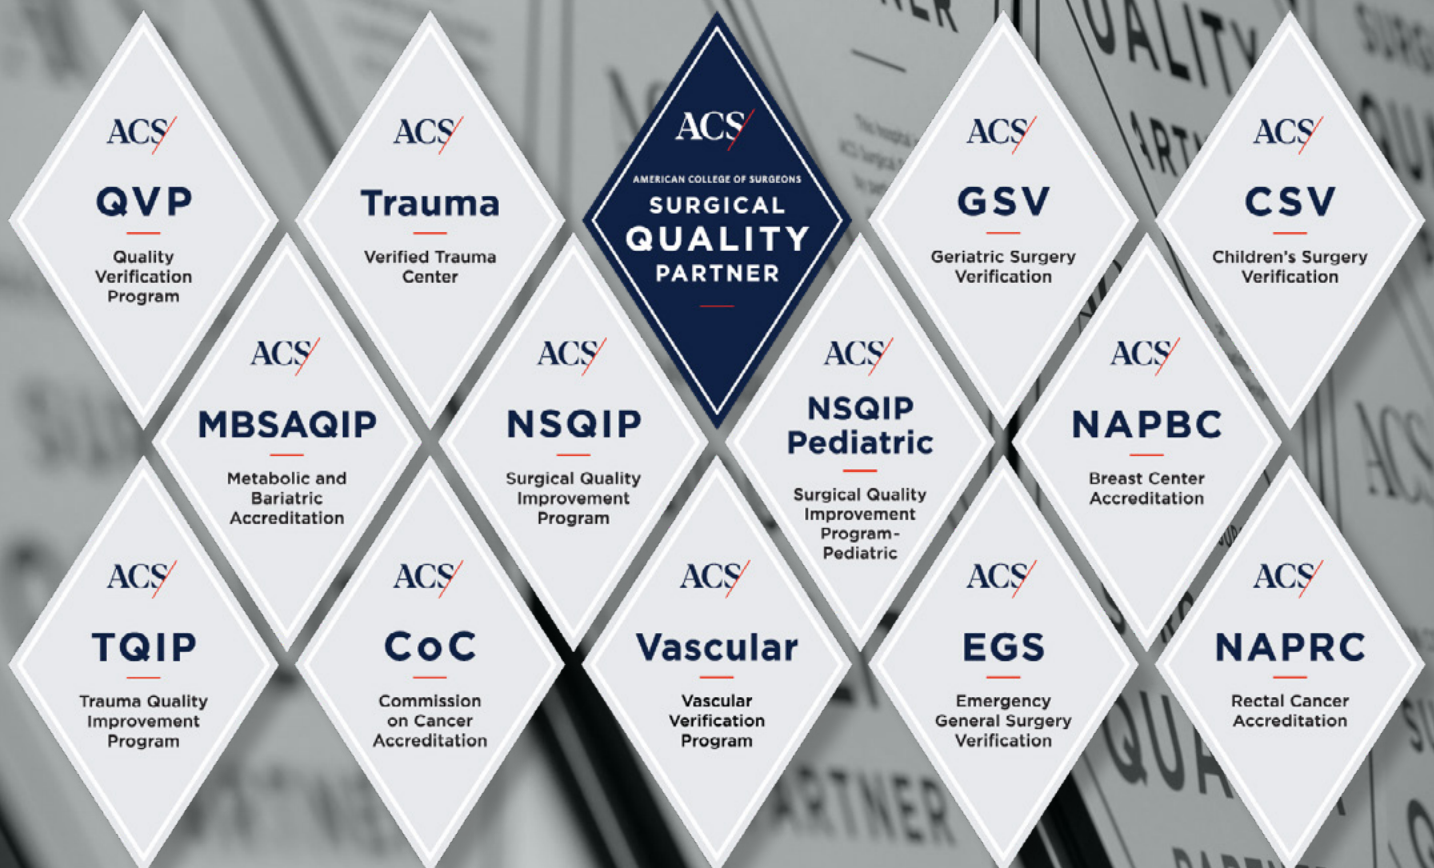 ACS
QVP
Quality
Verification
Program
ACS
Trauma
Verified Trauma
Center
ACS
AMERICAN COLLEGE OF SURGEONS
SURGICAL
QUALITY
PARTNER
ACS
GSV
Geriatric Surgery
Verification
ACS
CSV
Children's Surgery
Verification
ACS
MBSAQIP
Metabolic and
Bariatric
Accreditation
ACS
NSQIP
Surgical Quality
Improvement
Program
ACS
NSQIP
Pediatric
Surgical Quality
Improvement
Program-
Pediatric
ACS
NAPBC
Breast Center
Accreditation
ACS
TQIP
Trauma Quality
Improvement
Program
ACS
CoC
Commission
on Cancer
Accreditation
ACS
Vascular
Vascular
Verification
Program
ACS
EGS
Emergency
General Surgery
Verification
ACS
NAPRC
Rectal Cancer
Accreditation